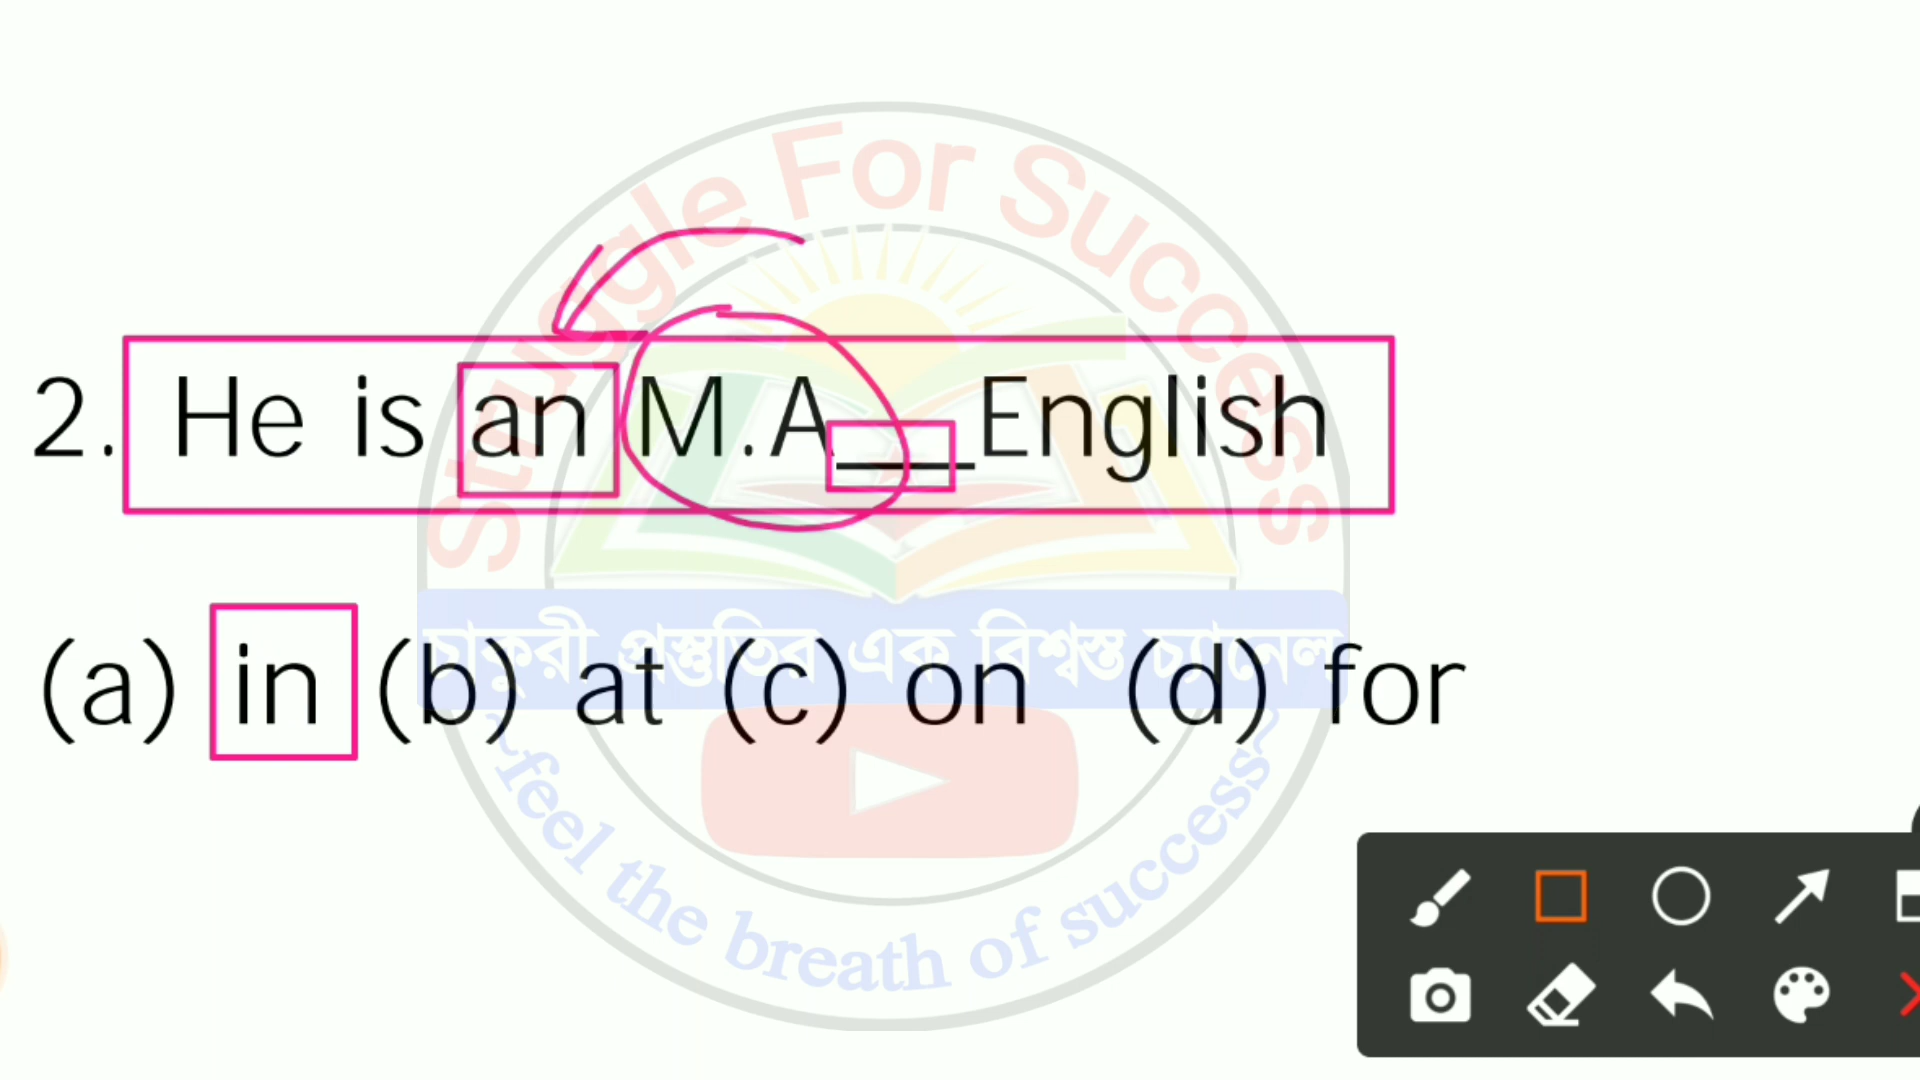 Struggle For Success
2. He is an M.A___English
চাকুরী প্রস্তুতির এক বিশ্বস্ত চ্যানেল
(a) in (b) at (c) on (d) for
~feel the breath of success~